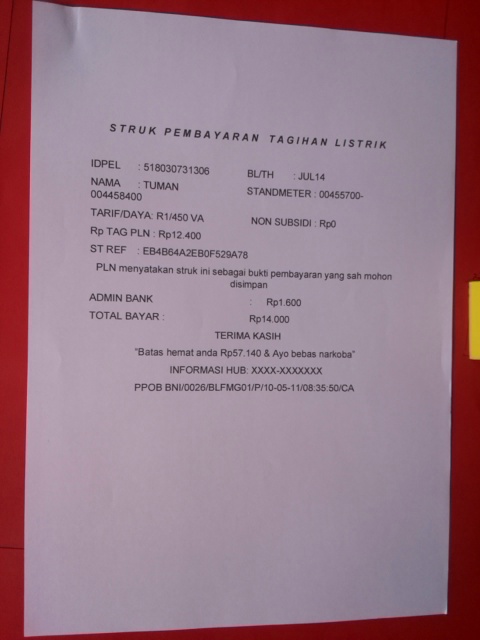 STRUK PEMBAYARAN TAGIHAN LISTRIK
IDPEL : 518030731306 BL/TH : JUL14
NAMA : TUMAN STANDMETER : 00455700-
004458400
TARIF/DAYA: R1/450 VA NON SUBSIDI : Rp0
Rp TAG PLN : Rp12.400
ST REF : EB4B64A2EB0F529A78
PLN menyatakan struk ini sebagai bukti pembayaran yang sah mohon
disimpan
ADMIN BANK : Rp1.600
TOTAL BAYAR : Rp14.000
TERIMA KASIH
"Batas hemat anda Rp57.140 & Ayo bebas narkoba"
INFORMASI HUB: XXXX-XXXXXXX
PPOB BNI/0026/BLFMG01/P/10-05-11/08:35:50/CA